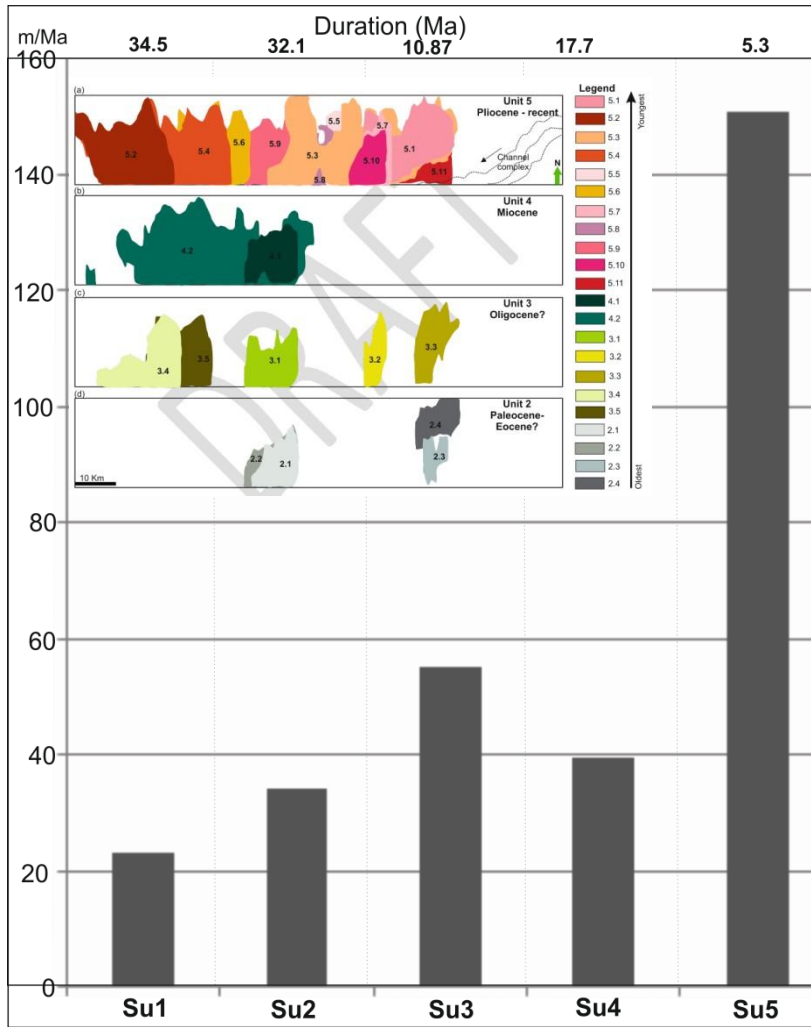 Duration (Ma)
m/Ma
34.5 32.1 10.87 17.7 5.3
160
140
120
100
80
60
40
20
0
(a)
Unit 5
Pliocene - recent
5.2
5.4
5.6
5.9
5.3
5.5
5.8
5.7
5.10
5.1
5.11
Channel
complex
N
(b)
Unit 4
Miocene
4.2
4.1
(c)
Unit 3
Oligocene?
3.4
3.5
3.1
3.2
3.3
(d)
Unit 2
Paleocene-
Eocene?
2.2
2.1
2.4
2.3
10 Km
Legend
5.1
5.2
5.3
5.4
5.5
5.6
5.7
5.8
5.9
5.10
5.11
4.1
4.2
3.1
3.2
3.3
3.4
3.5
2.1
2.2
2.3
2.4
Youngest
Oldest
DRAFT
Su1 Su2 Su3 Su4 Su5